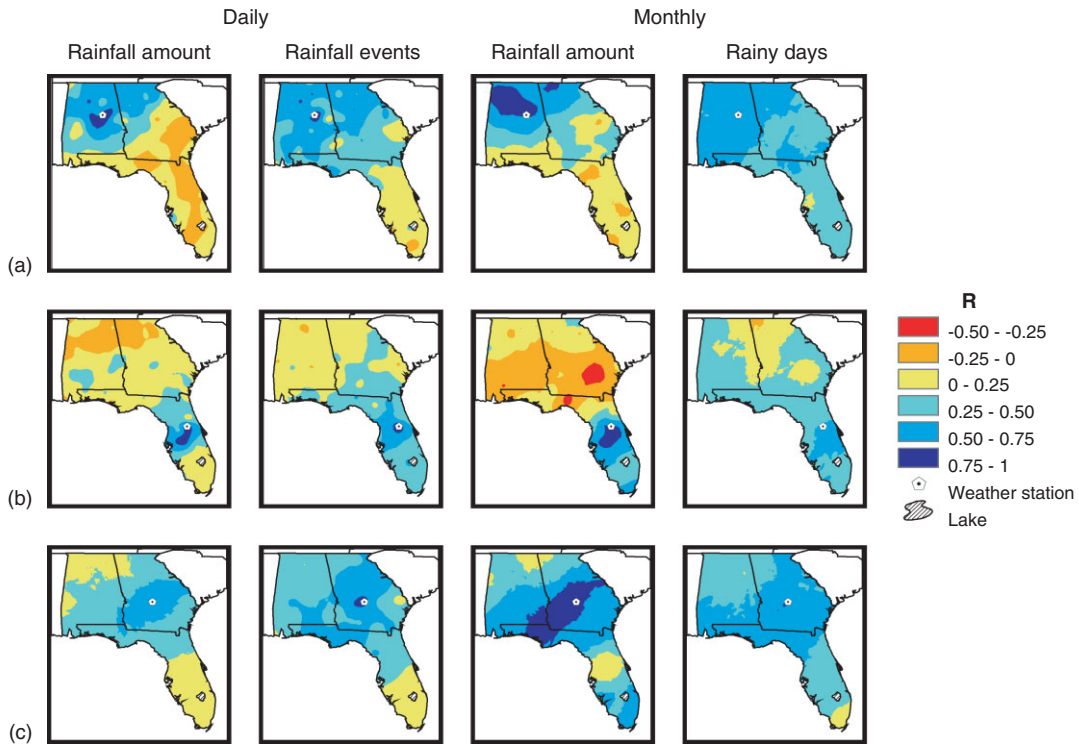 Daily
Monthly
Rainfall amount
Rainfall events
Rainfall amount
Rainy days
(a)
(b)
(c)
R
-0.50 - -0.25
-0.25 - 0
0 - 0.25
0.25 - 0.50
0.50 - 0.75
0.75 - 1
Weather station
Lake